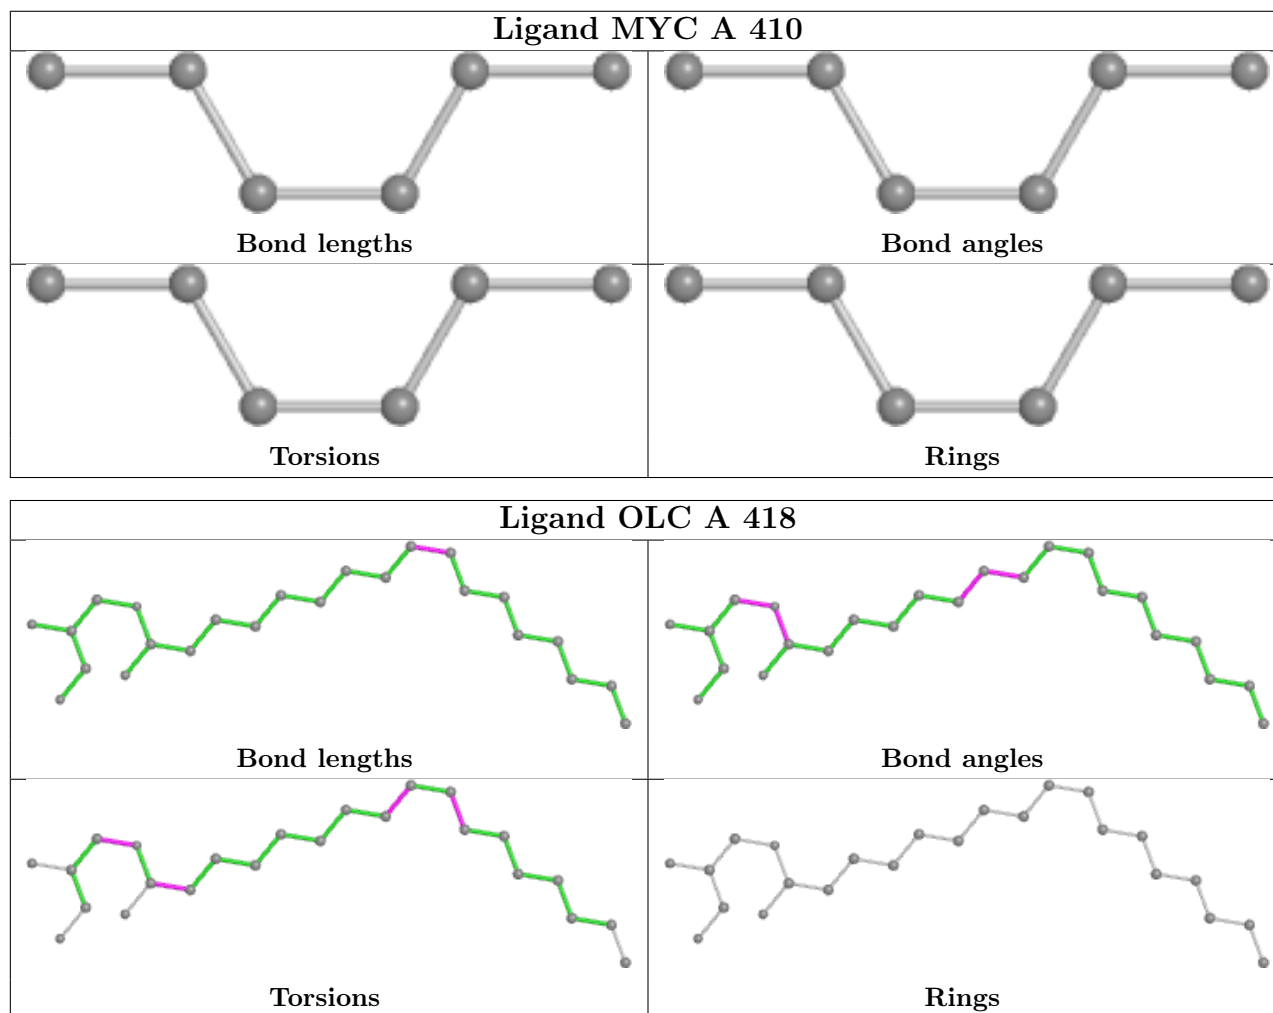 Ligand MYC A 410
Bond lengths
Bond angles
Torsions
Rings
Ligand OLC A 418
Bond lengths
Bond angles
Torsions
Rings